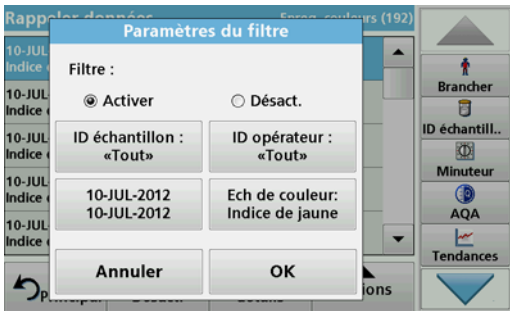 Rappeler données Enreg. couleurs (192)
Paramètres du filtre
Filtre :
Activer
Désact.
ID échantillon :
«Tout»
ID opérateur :
«Tout»
10-JUL-2012
10-JUL-2012
Ech de couleur:
Indice de jaune
Annuler
OK
10-JUL
Indice
10-JUL
Indice
10-JUL
Indice
10-JUL
Indice
10-JUL
Indice
Brancher
ID échantill..
Minuteur
AQA
Tendances